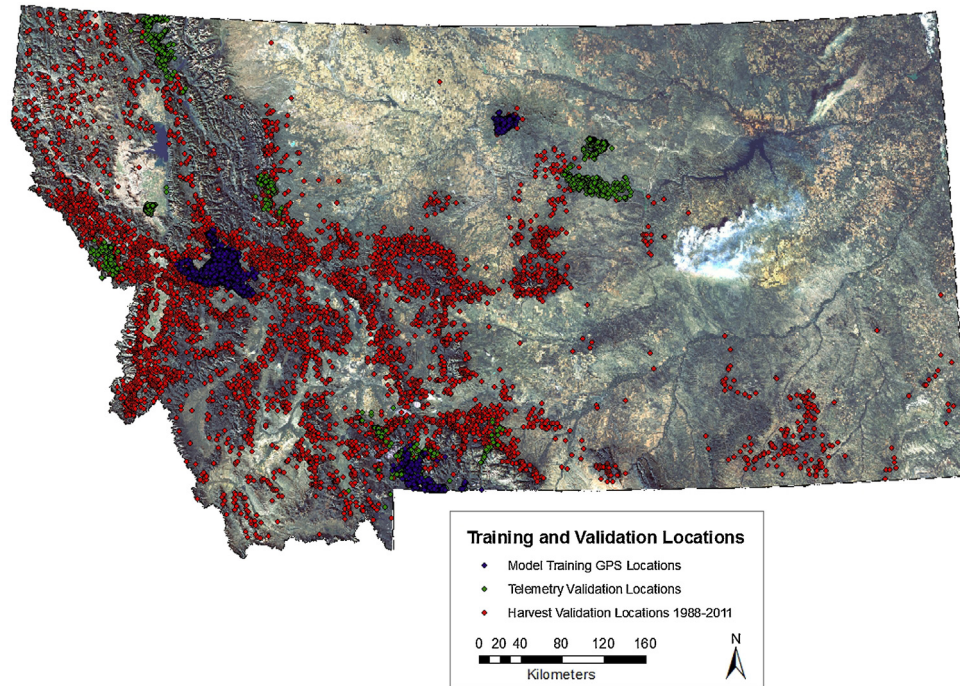 Training and Validation Locations
Model Training GPS Locations
Telemetry Validation Locations
Harvest Validation Locations 1988-2011
0 20 40 80 120 160
Kilometers
N